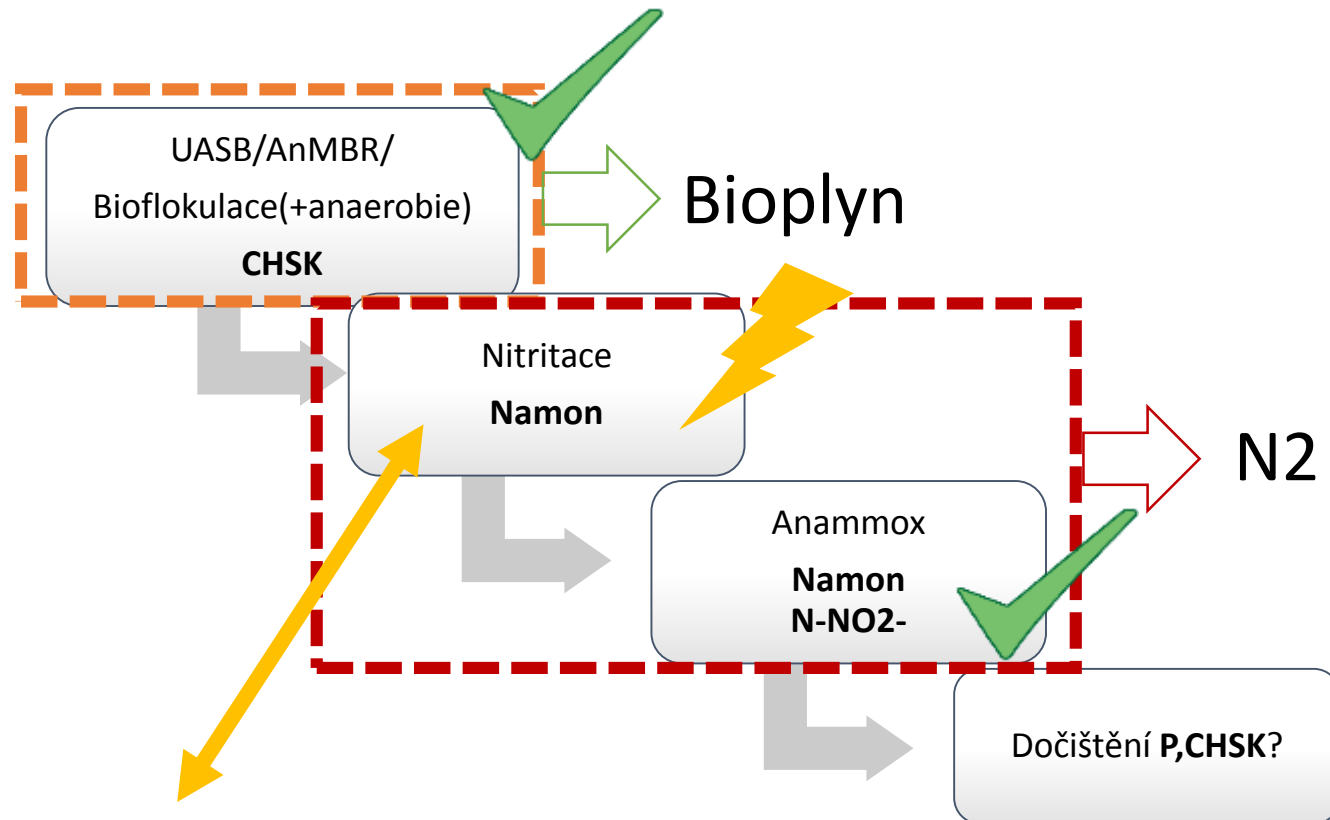 UASB/AnMBR/
Bioflokulace(+anaerobie)
CHSK
Bioplyn
Nitritace
Namon
N2
Anammox
Namon
N-NO2-
Dočištění P,CHSK?